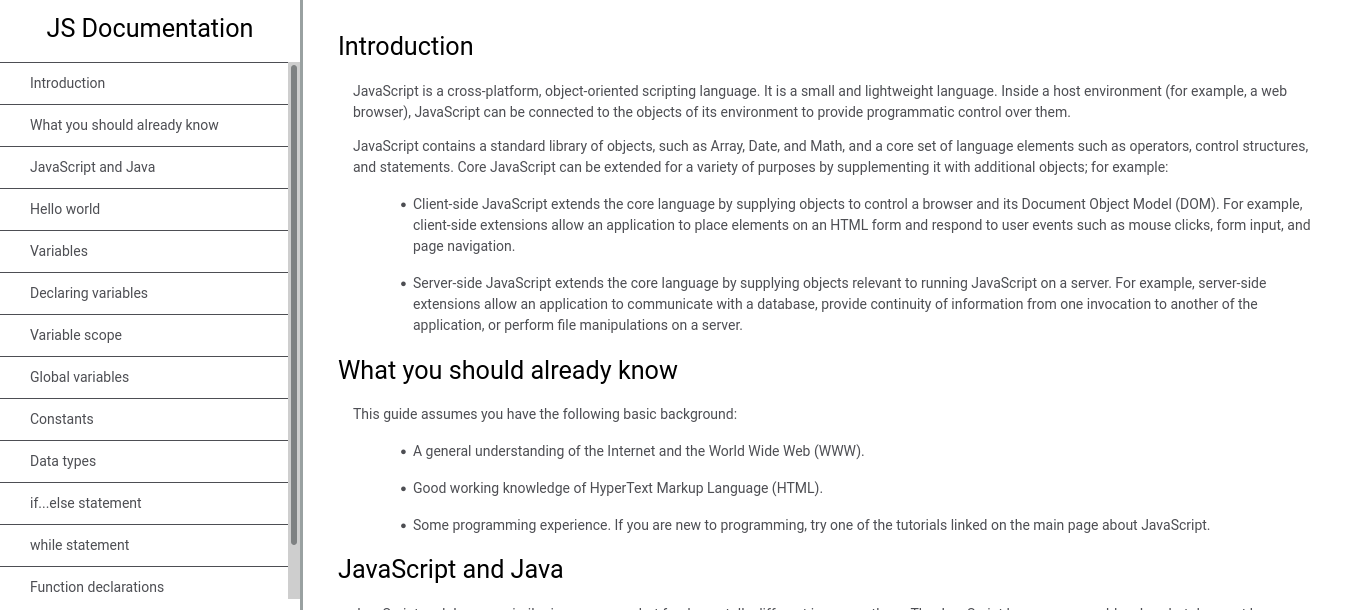 JS Documentation
Introduction
What you should already know
JavaScript and Java
Hello world
Variables
Declaring variables
Variable scope
Global variables
Constants
Data types
if...else statement
while statement
Function declarations
Introduction
JavaScript is a cross-platform, object-oriented scripting language. It is a small and lightweight language. Inside a host environment (for example, a web
browser), JavaScript can be connected to the objects of its environment to provide programmatic control over them.
JavaScript contains a standard library of objects, such as Array, Date, and Math, and a core set of language elements such as operators, control structures,
and statements. Core JavaScript can be extended for a variety of purposes by supplementing it with additional objects; for example:
• Client-side JavaScript extends the core language by supplying objects to control a browser and its Document Object Model (DOM). For example,
client-side extensions allow an application to place elements on an HTML form and respond to user events such as mouse clicks, form input, and
page navigation.
• Server-side JavaScript extends the core language by supplying objects relevant to running JavaScript on a server. For example, server-side
extensions allow an application to communicate with a database, provide continuity of information from one invocation to another of the
application, or perform file manipulations on a server.
What you should already know
This guide assumes you have the following basic background:
• A general understanding of the Internet and the World Wide Web (WWW).
• Good working knowledge of HyperText Markup Language (HTML).
• Some programming experience. If you are new to programming, try one of the tutorials linked on the main page about JavaScript.
JavaScript and Java